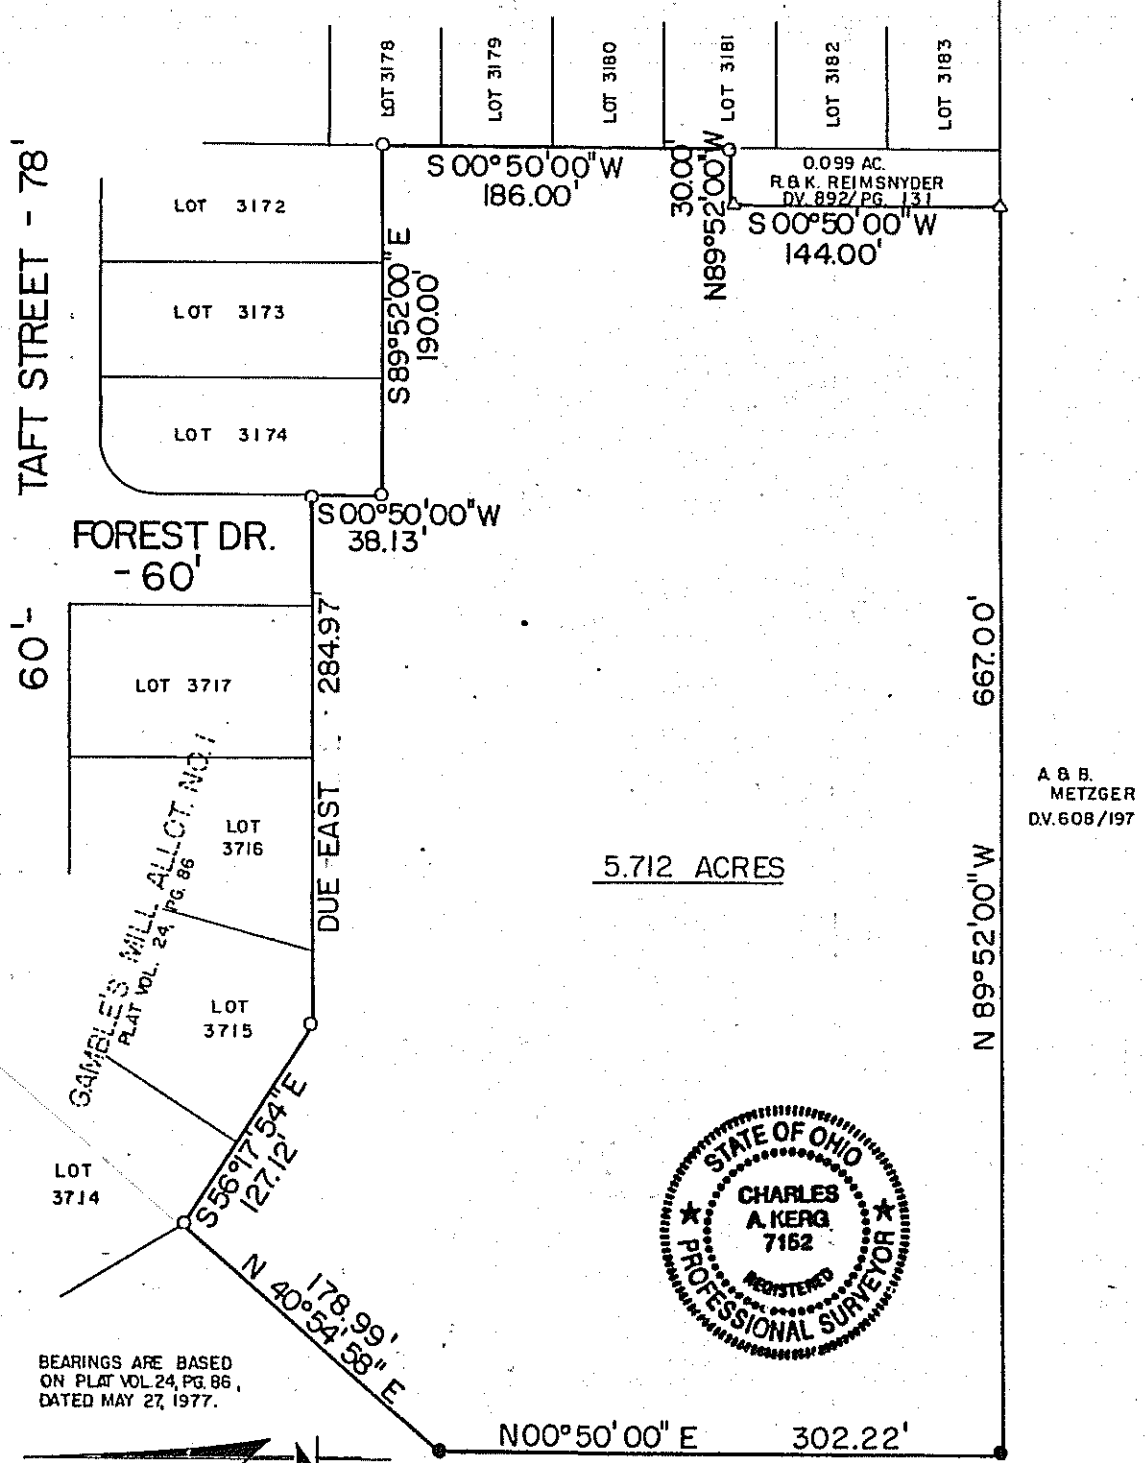 LOT 3178
LOT 3179
LOT 3180
LOT 3181
LOT 3182
LOT 3183
S 00°50'00" W
186.00'
30.00'
N89°52'00"W
0.099 AC.
R.& K. REIMSNYDER
DV. 892/PG. 131
S 00°50'00" W
144.00'
TAFT STREET - 78'
LOT 3172
LOT 3173
LOT 3174
S89°52'00"E
190.00'
S00°50'00"W
38.13'
FOREST DR.
- 60'
60'-
LOT 3717
DUE EAST 284.97'
667.00'
N 89°52'00" W
A & B.
METZGER
D.V. 608/197
GAMBLE'S MILL ALLOT. NO. 1
PLAT VOL. 24, PG. 86
LOT
3716
5.712 ACRES
LOT
3715
S56°17'54"E
127.12'
LOT
3714
STATE OF OHIO
CHARLES
A. KERG
7152
REGISTERED
PROFESSIONAL SURVEYOR
178.99'
N 40°54'58" E
BEARINGS ARE BASED
ON PLAT VOL. 24, PG. 86,
DATED MAY 27, 1977.
N00°50'00" E 302.22'
N